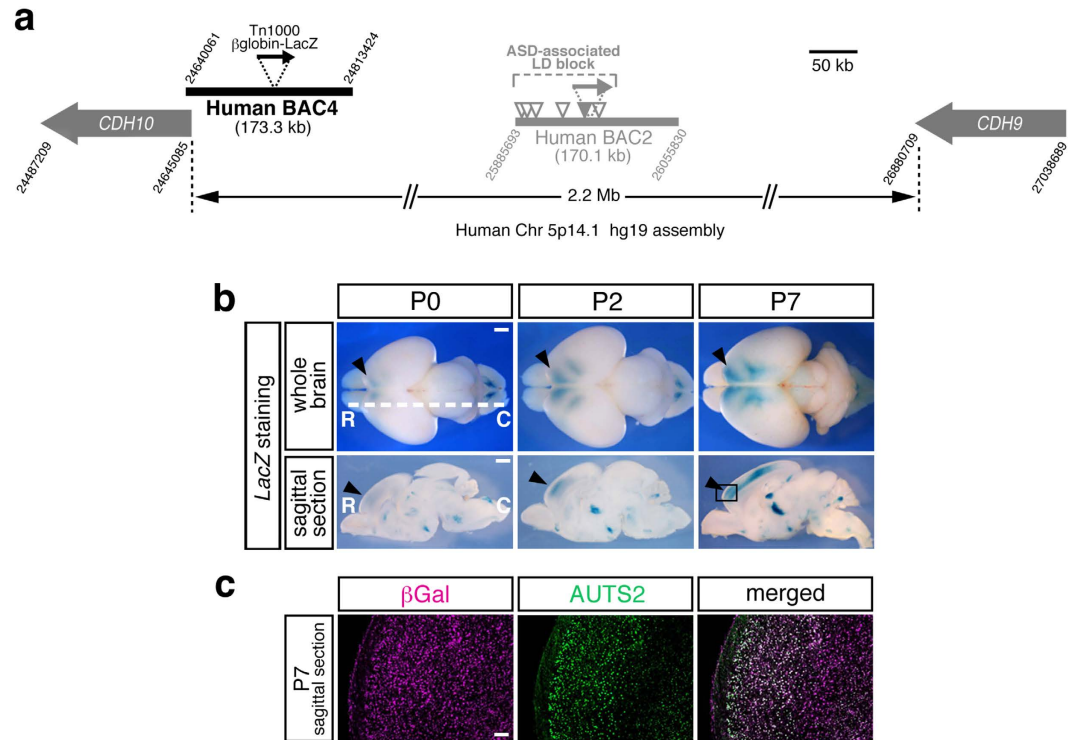 a
Tn1000
βglobin-LacZ
24640061
24813424
Human BAC4
(173.3 kb)
ASD-associated
LD block
50 kb
CDH10
Human BAC2
(170.1 kb)
CDH9
24487209
24645085
25885693
26055830
26880709
27038689
2.2 Mb
Human Chr 5p14.1 hg19 assembly
b
P0
P2
P7
LacZ staining
whole
brain
R
C
sagittal
section
R
C
c
βGal
AUTS2
merged
P7
sagittal section